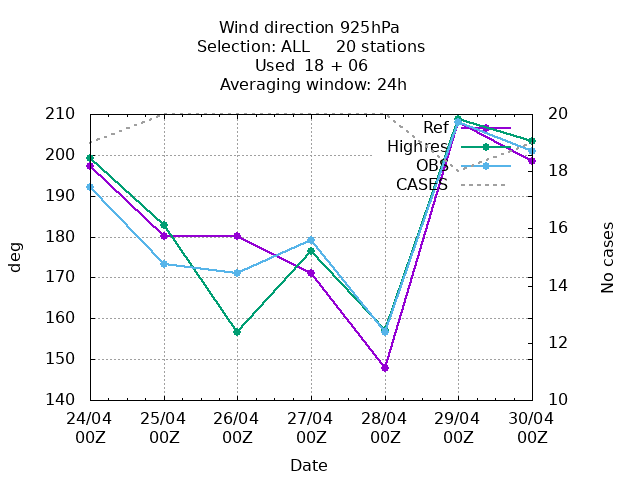 Wind direction 925hPa
Selection: ALL     20 stations
Used  18 + 06
Averaging window: 24h
deg
210
200
190
180
170
160
150
140
20
18
16
14
12
10
No cases
Ref
Highres
OBS
CASES
24/04 25/04 26/04 27/04 28/04 29/04 30/04
00Z 00Z 00Z 00Z 00Z 00Z 00Z
Date